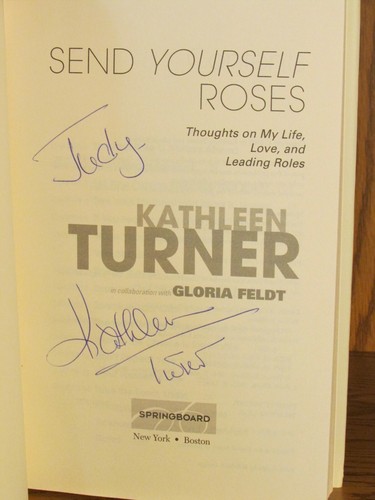 SEND YOURSELF
ROSES
Judy-
Thoughts on My Life,
Love, and
Leading Roles
KATHLEEN
TURNER
in collaboration with GLORIA FELDT
Kathleen
Turner
SPRINGBOARD
New York • Boston